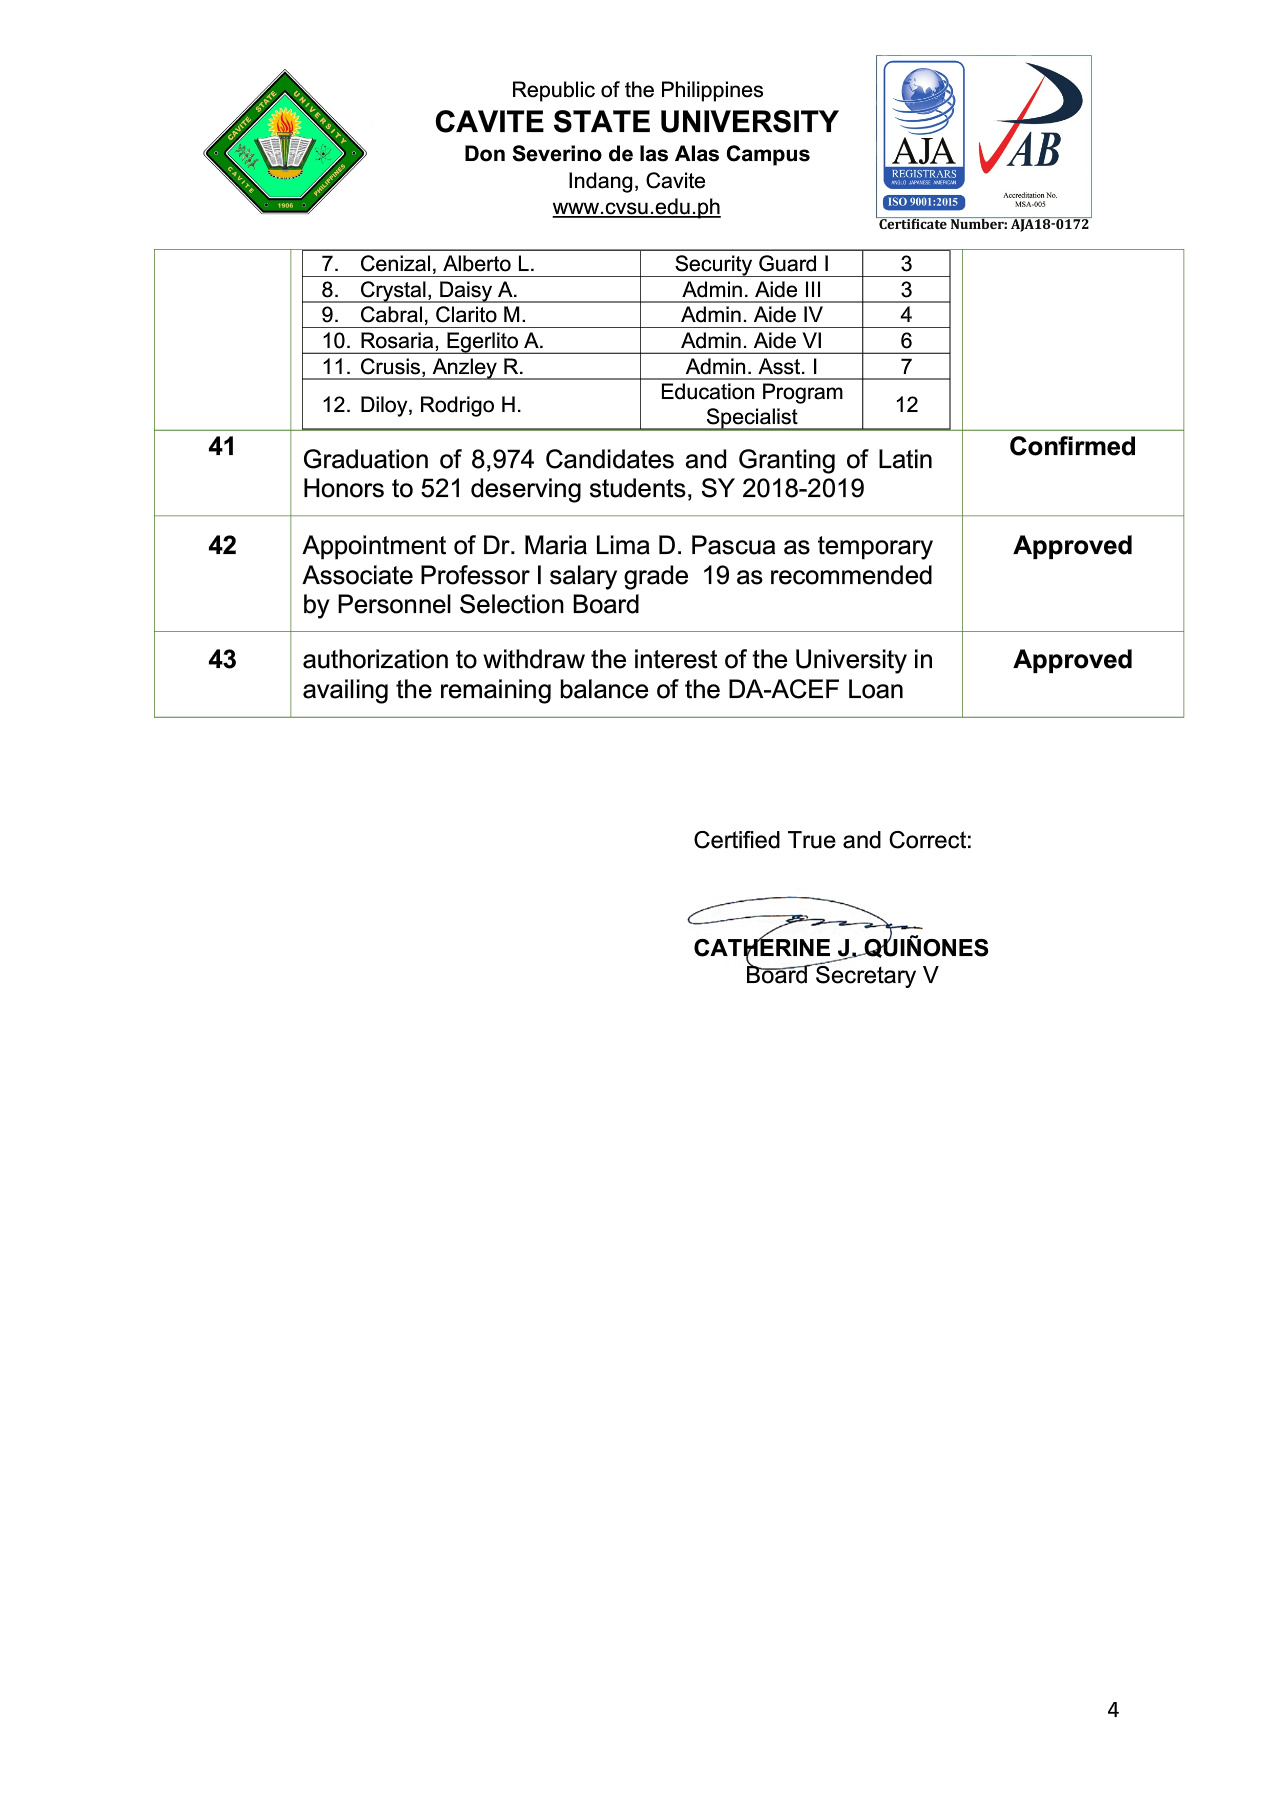 CAVITE STATE UNIVERSITY
CAVITE PHILIPPINES
1906
Republic of the Philippines
CAVITE STATE UNIVERSITY
Don Severino de las Alas Campus
Indang, Cavite
www.cvsu.edu.ph
AJA
REGISTRARS
ANGLO JAPANESE AMERICAN
ISO 9001:2015
PAB
Accreditation No.
MSA-005
Certificate Number: AJA18-0172
7. Cenizal, Alberto L. Security Guard I 3
8. Crystal, Daisy A. Admin. Aide III 3
9. Cabral, Clarito M. Admin. Aide IV 4
10. Rosaria, Egerlito A. Admin. Aide VI 6
11. Crusis, Anzley R. Admin. Asst. I 7
12. Diloy, Rodrigo H. Education Program Specialist 12
41 Graduation of 8,974 Candidates and Granting of Latin Confirmed
Honors to 521 deserving students, SY 2018-2019
42 Appointment of Dr. Maria Lima D. Pascua as temporary Approved
Associate Professor I salary grade 19 as recommended
by Personnel Selection Board
43 authorization to withdraw the interest of the University in Approved
availing the remaining balance of the DA-ACEF Loan
Certified True and Correct:
CATHERINE J. QUIÑONES
Board Secretary V
4